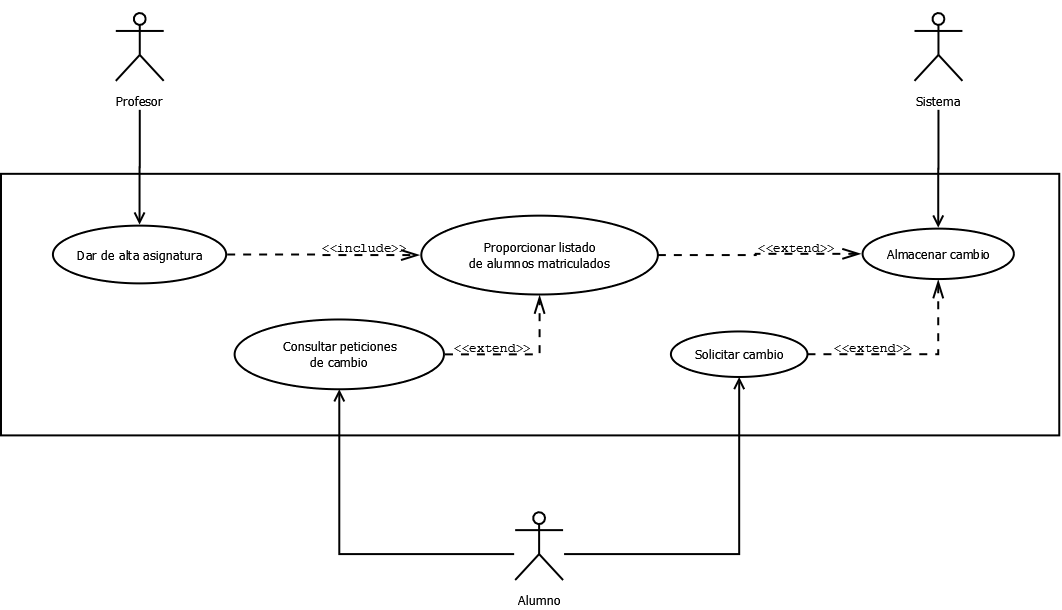 Profesor
Sistema
Dar de alta asignatura
<<include>>
Proporcionar listado
de alumnos matriculados
<<extend>>
Almacenar cambio
Consultar peticiones
de cambio
<<extend>>
Solicitar cambio
<<extend>>
Alumno